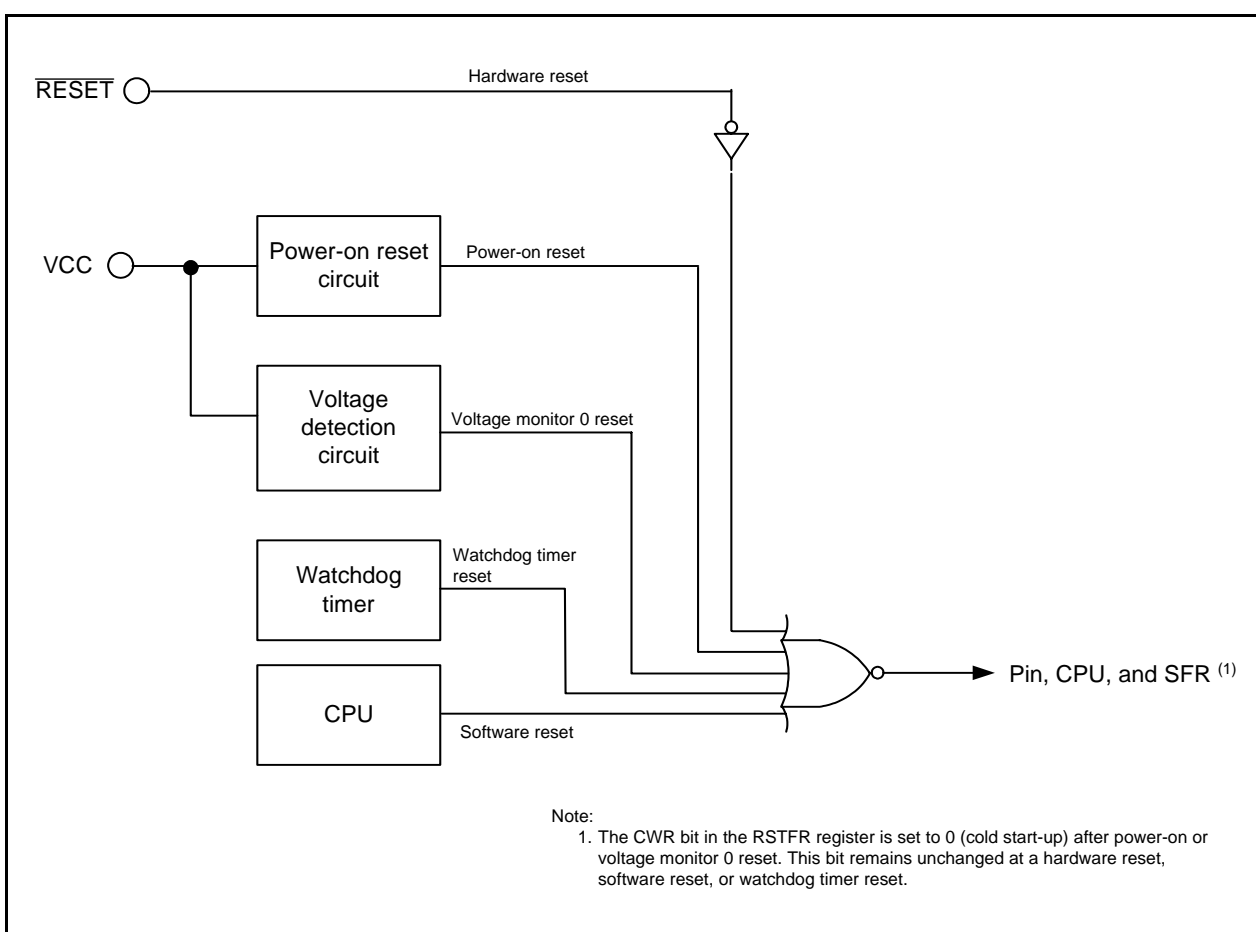 RESET
Hardware reset
VCC
Power-on reset
circuit
Power-on reset
Voltage
detection
circuit
Voltage monitor 0 reset
Watchdog
timer
Watchdog timer
reset
CPU
Software reset
Pin, CPU, and SFR (1)
Note:
1. The CWR bit in the RSTFR register is set to 0 (cold start-up) after power-on or
voltage monitor 0 reset. This bit remains unchanged at a hardware reset,
software reset, or watchdog timer reset.